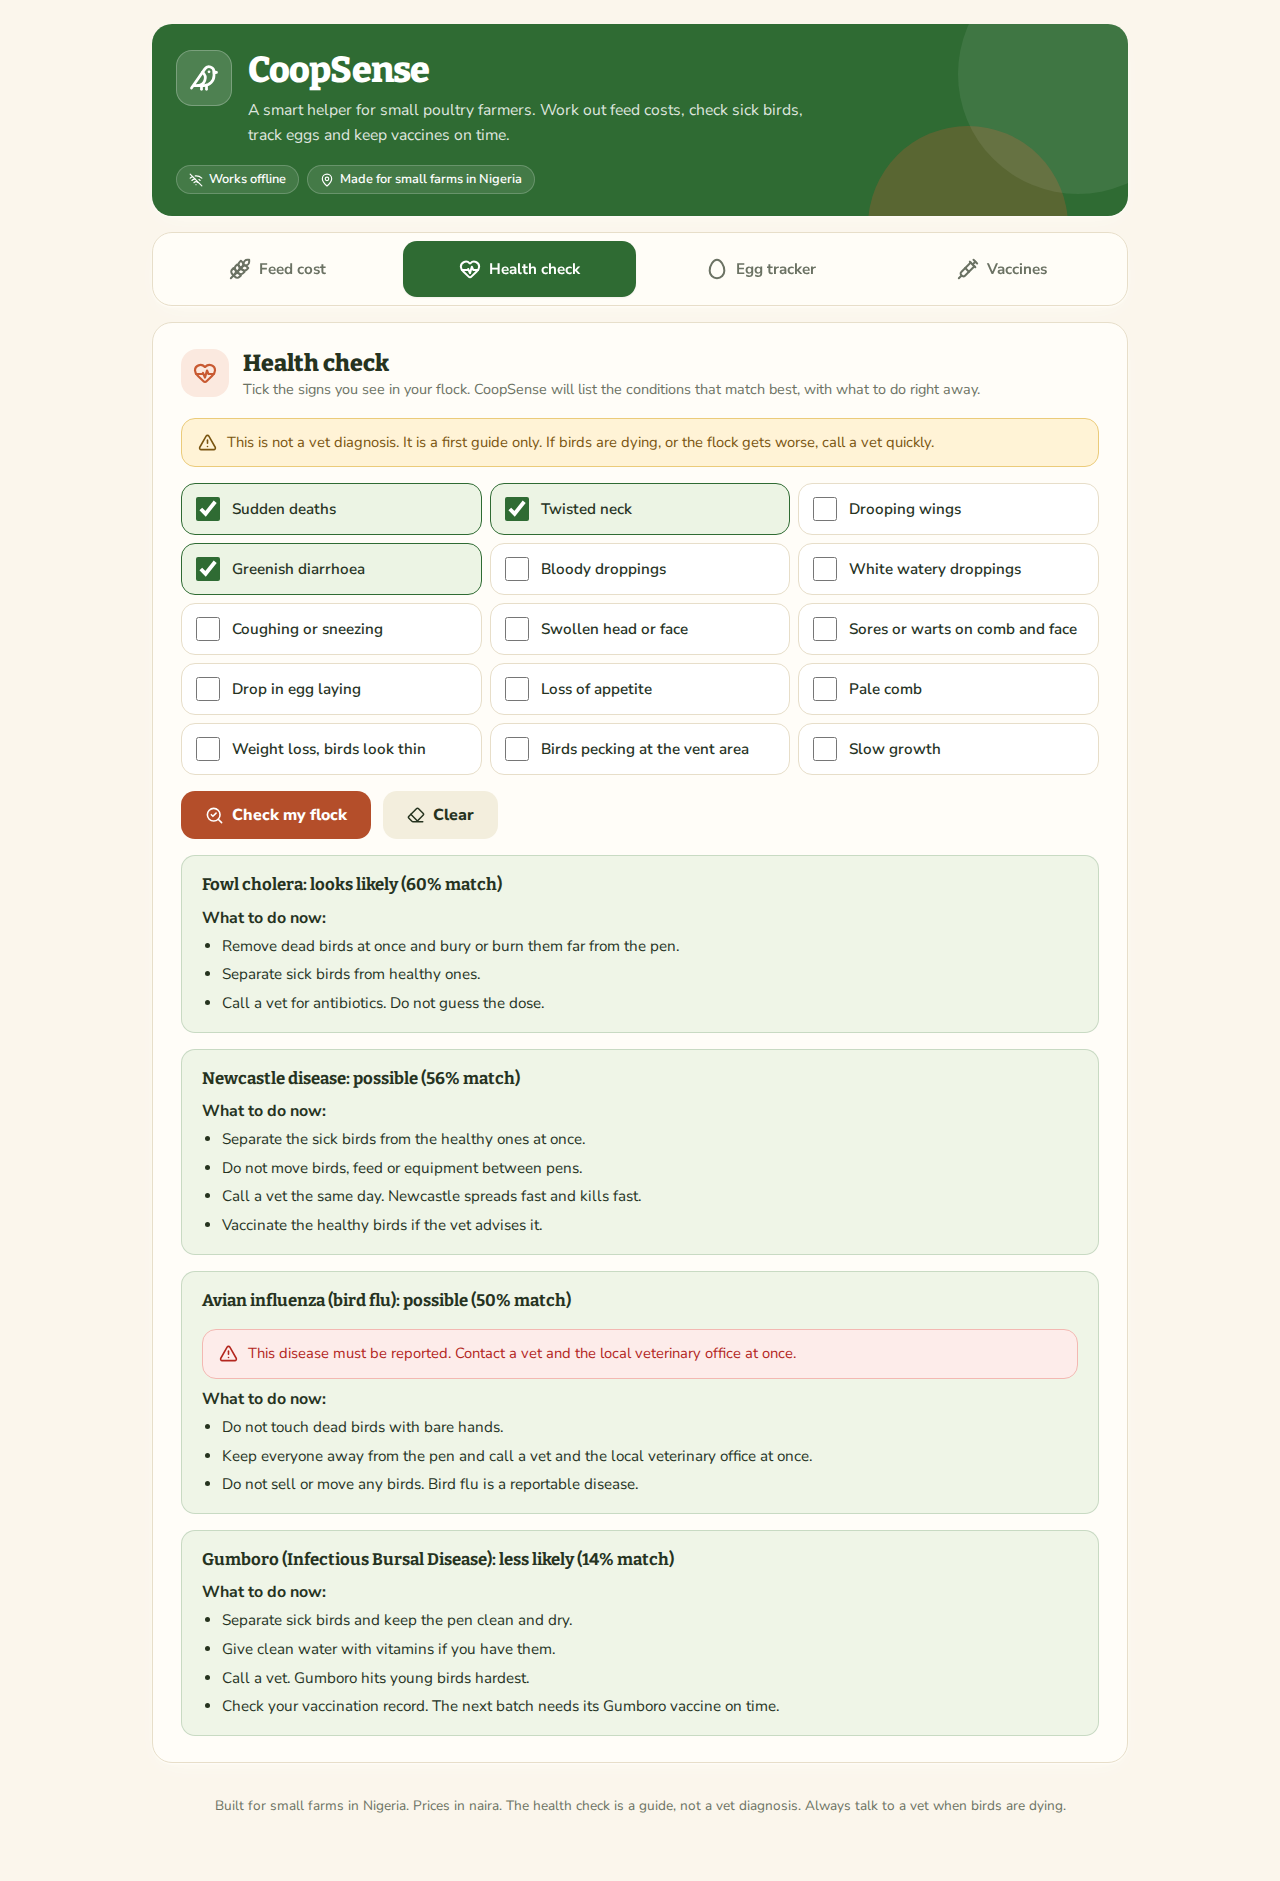 CoopSense
A smart helper for small poultry farmers. Work out feed costs, check sick birds,
track eggs and keep vaccines on time.
Works offline
Made for small farms in Nigeria
Feed cost
Health check
Egg tracker
Vaccines
Health check
Tick the signs you see in your flock. CoopSense will list the conditions that match best, with what to do right away.
This is not a vet diagnosis. It is a first guide only. If birds are dying, or the flock gets worse, call a vet quickly.
Sudden deaths
Twisted neck
Drooping wings
Greenish diarrhoea
Bloody droppings
White watery droppings
Coughing or sneezing
Swollen head or face
Sores or warts on comb and face
Drop in egg laying
Loss of appetite
Pale comb
Weight loss, birds look thin
Birds pecking at the vent area
Slow growth
Check my flock
Clear
Fowl cholera: looks likely (60% match)
What to do now:
Remove dead birds at once and bury or burn them far from the pen.
Separate sick birds from healthy ones.
Call a vet for antibiotics. Do not guess the dose.
Newcastle disease: possible (56% match)
What to do now:
Separate the sick birds from the healthy ones at once.
Do not move birds, feed or equipment between pens.
Call a vet the same day. Newcastle spreads fast and kills fast.
Vaccinate the healthy birds if the vet advises it.
Avian influenza (bird flu): possible (50% match)
This disease must be reported. Contact a vet and the local veterinary office at once.
What to do now:
Do not touch dead birds with bare hands.
Keep everyone away from the pen and call a vet and the local veterinary office at once.
Do not sell or move any birds. Bird flu is a reportable disease.
Gumboro (Infectious Bursal Disease): less likely (14% match)
What to do now:
Separate sick birds and keep the pen clean and dry.
Give clean water with vitamins if you have them.
Call a vet. Gumboro hits young birds hardest.
Check your vaccination record. The next batch needs its Gumboro vaccine on time.
Built for small farms in Nigeria. Prices in naira. The health check is a guide, not a vet diagnosis. Always talk to a vet when birds are dying.